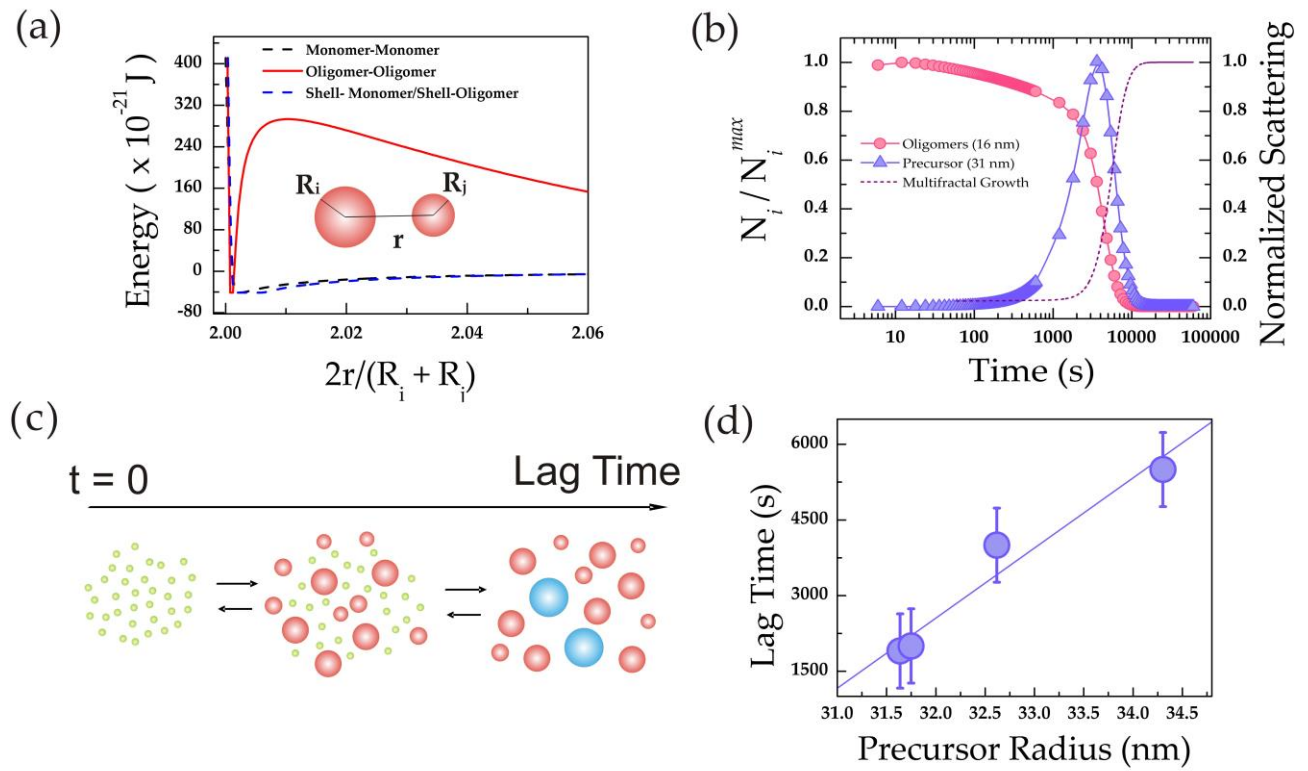 (a)
Energy ( x 10⁻²¹ J )
400
320
240
160
80
0
-80
2.00
2.02
2.04
2.06
2r/(Rᵢ + Rⱼ)
Monomer-Monomer
Oligomer-Oligomer
Shell- Monomer/Shell-Oligomer
Rᵢ
Rⱼ
r
(b)
Nᵢ / Nᵢᵐᵃˣ
1.0
0.8
0.6
0.4
0.2
0.0
Oligomers (16 nm)
Precursor (31 nm)
Multifractal Growth
1.0
0.8
0.6
0.4
0.2
0.0
Normalized Scattering
10
100
1000
10000
100000
Time (s)
(c)
t = 0
Lag Time
(d)
Lag Time (s)
6000
4500
3000
1500
31.0
31.5
32.0
32.5
33.0
33.5
34.0
34.5
Precursor Radius (nm)